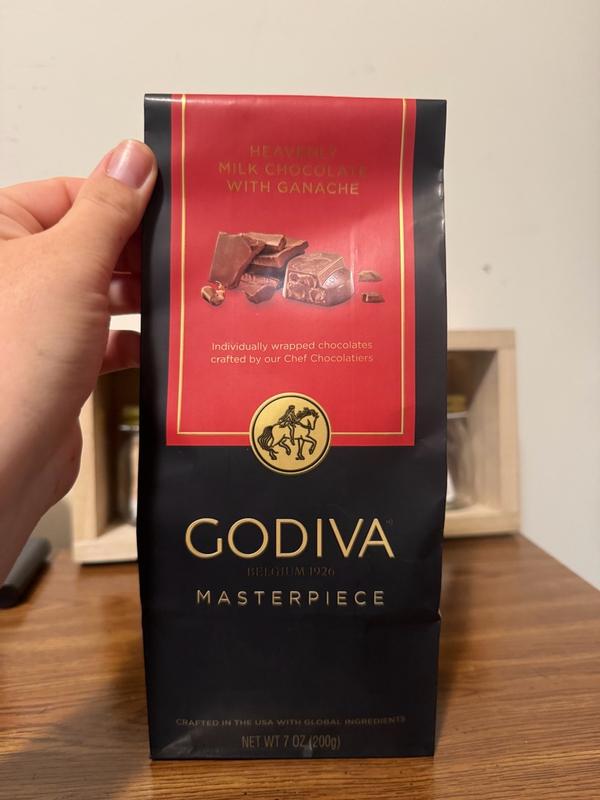 HEAVENLY
MILK CHOCOLATE
WITH GANACHE
Individually wrapped chocolates
crafted by our Chef Chocolatiers
GODIVA
BELGIUM 1926
MASTERPIECE
CRAFTED IN THE USA WITH GLOBAL INGREDIENTS
NET WT 7 OZ (200g)